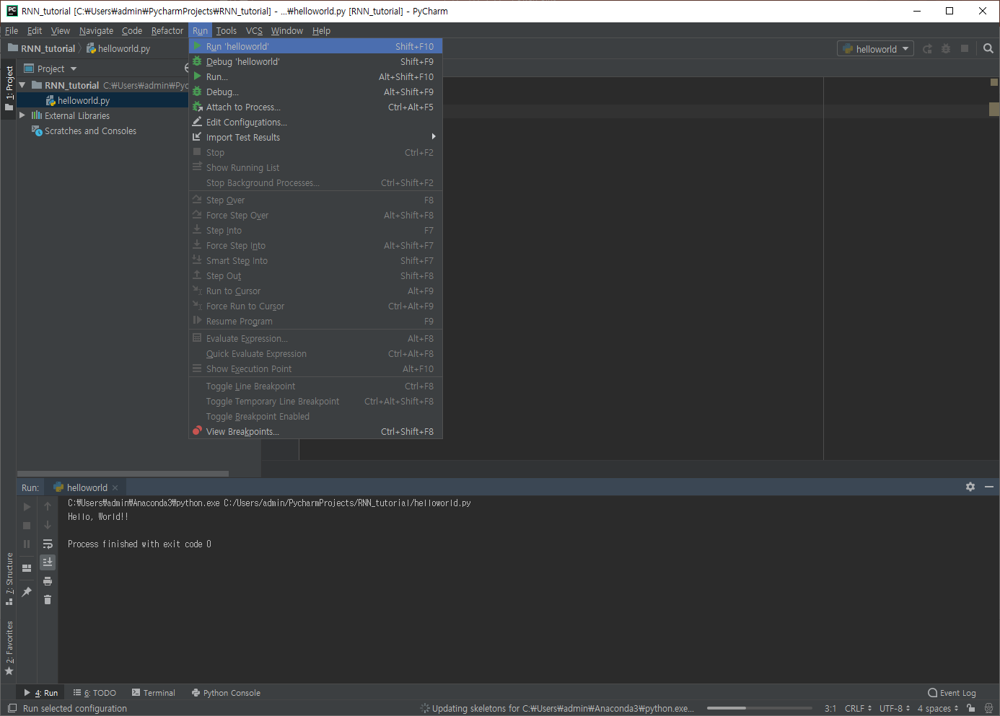 RNN_tutorial [C:₩Users₩admin₩PycharmProjects₩RNN_tutorial] - ...₩helloworld.py [RNN_tutorial] - PyCharm
File Edit View Navigate Code Refactor Run Tools VCS Window Help
RNN_tutorial helloworld.py helloworld
Run 'helloworld' Shift+F10
Debug 'helloworld' Shift+F9
Run... Alt+Shift+F10
Debug... Alt+Shift+F9
Attach to Process... Ctrl+Alt+F5
Edit Configurations...
Import Test Results
Stop Ctrl+F2
Show Running List
Stop Background Processes... Ctrl+Shift+F2
Step Over F8
Force Step Over Alt+Shift+F8
Step Into F7
Force Step Into Alt+Shift+F7
Smart Step Into Shift+F7
Step Out Shift+F8
Run to Cursor Alt+F9
Force Run to Cursor Ctrl+Alt+F9
Resume Program F9
Evaluate Expression... Alt+F8
Quick Evaluate Expression Ctrl+Alt+F8
Show Execution Point Alt+F10
Toggle Line Breakpoint Ctrl+F8
Toggle Temporary Line Breakpoint Ctrl+Alt+Shift+F8
Toggle Breakpoint Enabled
View Breakpoints... Ctrl+Shift+F8
1: Project
Project
RNN_tutorial C:₩Users₩admin₩Pyc
helloworld.py
External Libraries
Scratches and Consoles
Run: helloworld
C:₩Users₩admin₩Anaconda3₩python.exe C:/Users/admin/PycharmProjects/RNN_tutorial/helloworld.py
Hello, World!!
Process finished with exit code 0
7: Structure
2: Favorites
4: Run 6: TODO Terminal Python Console Event Log
Run selected configuration Updating skeletons for C:₩Users₩admin₩Anaconda3₩python.exe... 3:1 CRLF UTF-8 4 spaces